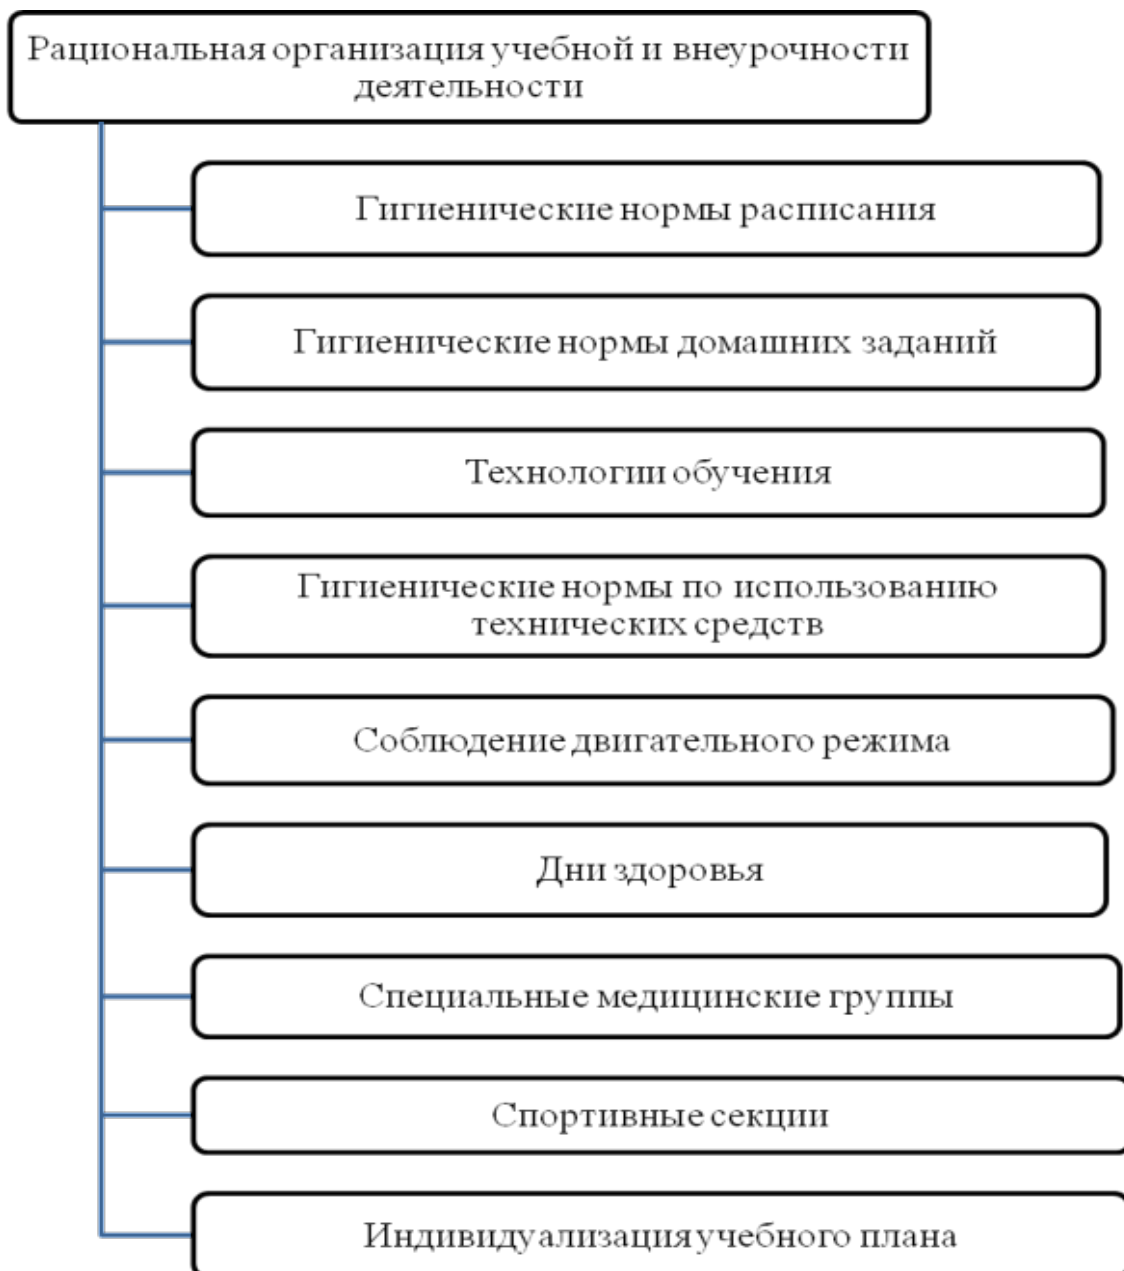 Рациональная организация учебной и внеурочности
деятельности
Гигиенические нормы расписания
Гигиенические нормы домашних заданий
Технологии обучения
Гигиенические нормы по использованию
технических средств
Соблюдение двигательного режима
Дни здоровья
Специальные медицинские группы
Спортивные секции
Индивидуализация учебного плана